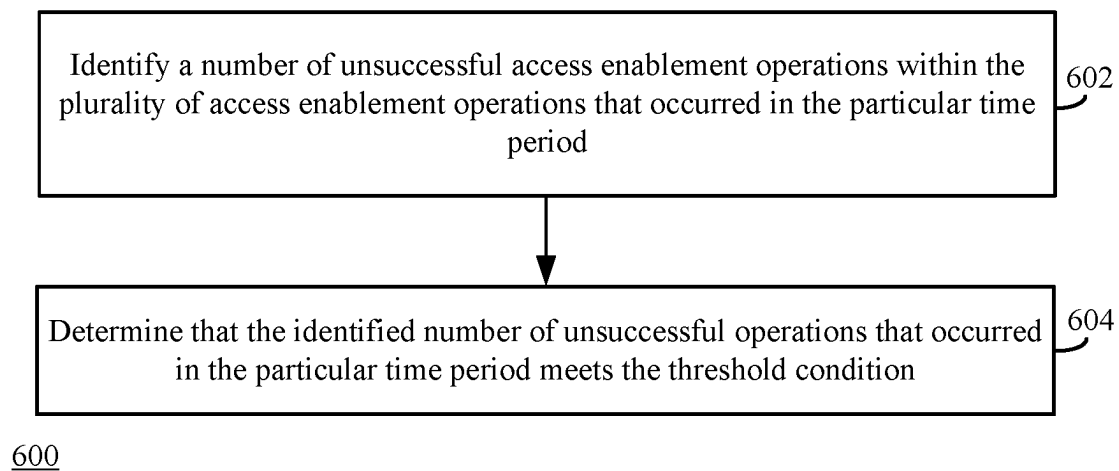 Identify a number of unsuccessful access enablement operations within the
plurality of access enablement operations that occurred in the particular time
period
602
Determine that the identified number of unsuccessful operations that occurred
in the particular time period meets the threshold condition
604
600